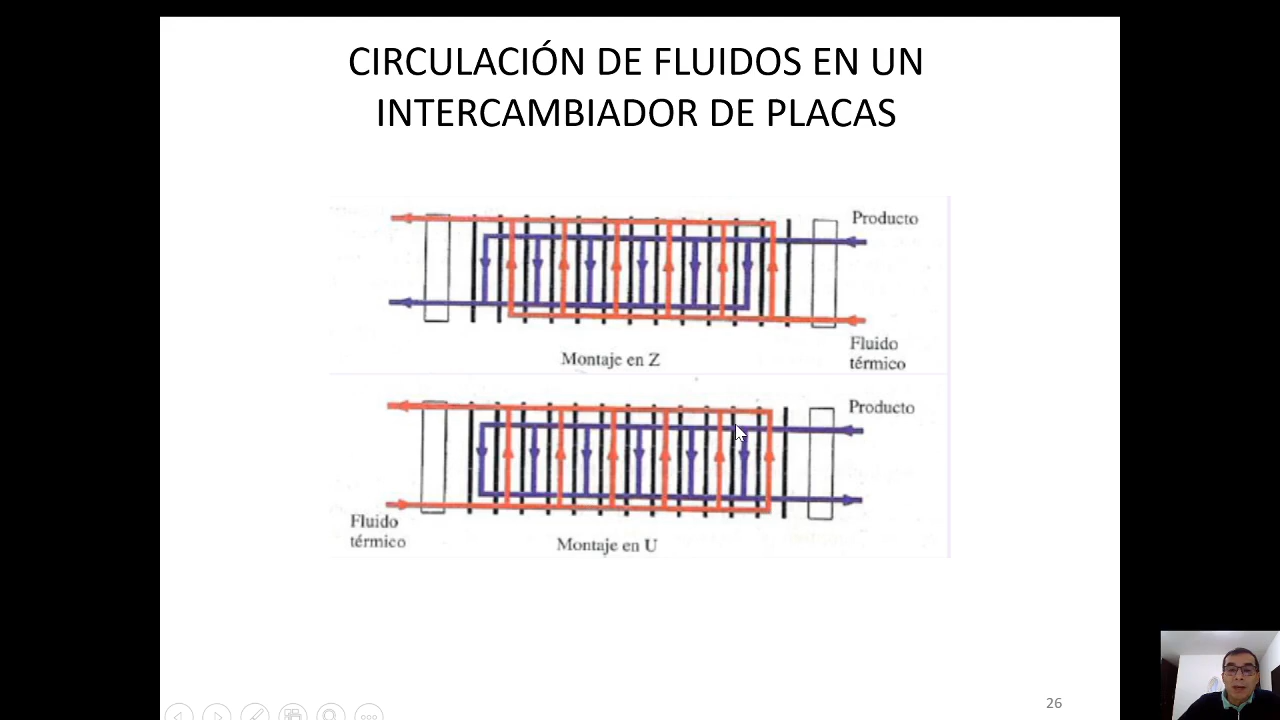 CIRCULACIÓN DE FLUIDOS EN UN
INTERCAMBIADOR DE PLACAS
Producto
Fluido
térmico
Montaje en Z
Producto
Fluido
térmico
Montaje en U
26